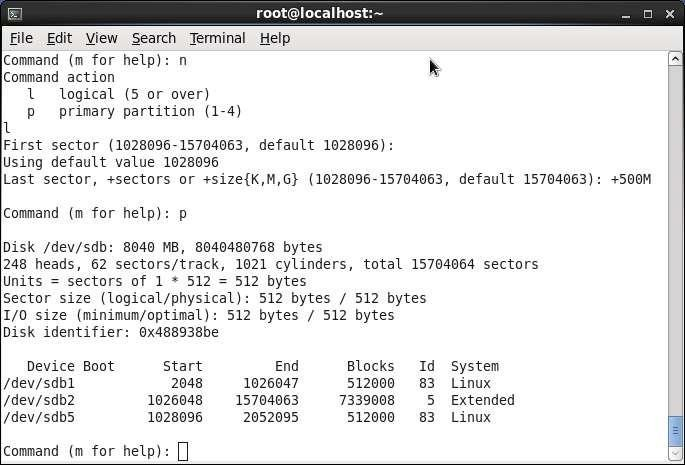 root@localhost:~
File Edit View Search Terminal Help
Command (m for help): n
Command action
   l   logical (5 or over)
   p   primary partition (1-4)
l
First sector (1028096-15704063, default 1028096):
Using default value 1028096
Last sector, +sectors or +size{K,M,G} (1028096-15704063, default 15704063): +500M
Command (m for help): p
Disk /dev/sdb: 8040 MB, 8040480768 bytes
248 heads, 62 sectors/track, 1021 cylinders, total 15704064 sectors
Units = sectors of 1 * 512 = 512 bytes
Sector size (logical/physical): 512 bytes / 512 bytes
I/O size (minimum/optimal): 512 bytes / 512 bytes
Disk identifier: 0x488938be
   Device Boot      Start         End      Blocks   Id  System
/dev/sdb1            2048     1026047      512000   83  Linux
/dev/sdb2         1026048    15704063     7339008    5  Extended
/dev/sdb5         1028096     2052095      512000   83  Linux
Command (m for help):